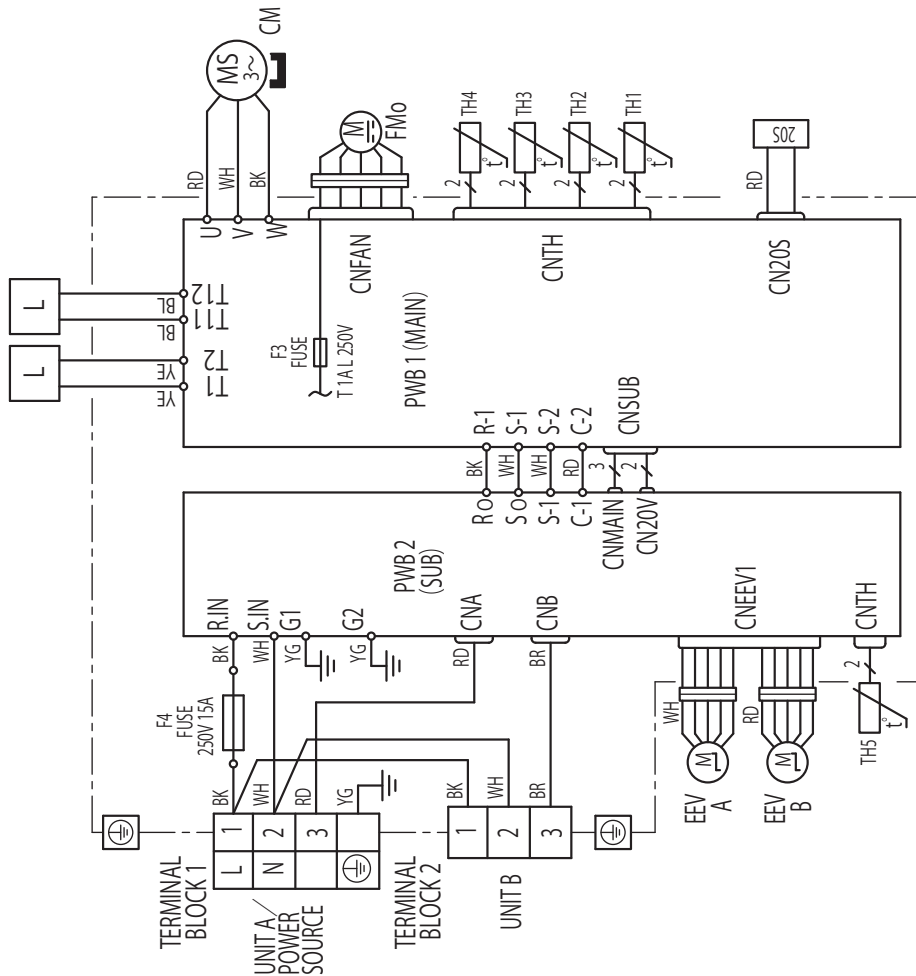 MS
3~
CM
RD
WH
BK
U
V
W
M
FMo
TH4
TH3
TH2
TH1
t°
t°
t°
t°
2
2
2
2
20S
RD
L
L
BL
BL
YE
YE
T12
T11
T2
T1
CNFAN
CNTH
CN20S
F3
FUSE
T 1A L 250V
PWB 1 (MAIN)
R-1
S-1
S-2
C-2
CNSUB
BK
WH
WH
RD
3
2
R O
S O
S-1
C-1
CNMAIN
CN20V
PWB 2
(SUB)
R.IN
S.IN
G1
G2
CNA
CNB
CNEEV1
CNTH
BK
WH
YG
YG
RD
BR
2
F4
FUSE
250V 15A
WH
RD
M
M
EEV
A
EEV
B
TH5
t°
BK
WH
RD
YG
BK
WH
BR
1
2
3
L
N
1
2
3
TERMINAL
BLOCK 1
UNIT A
POWER
SOURCE
TERMINAL
BLOCK 2
UNIT B